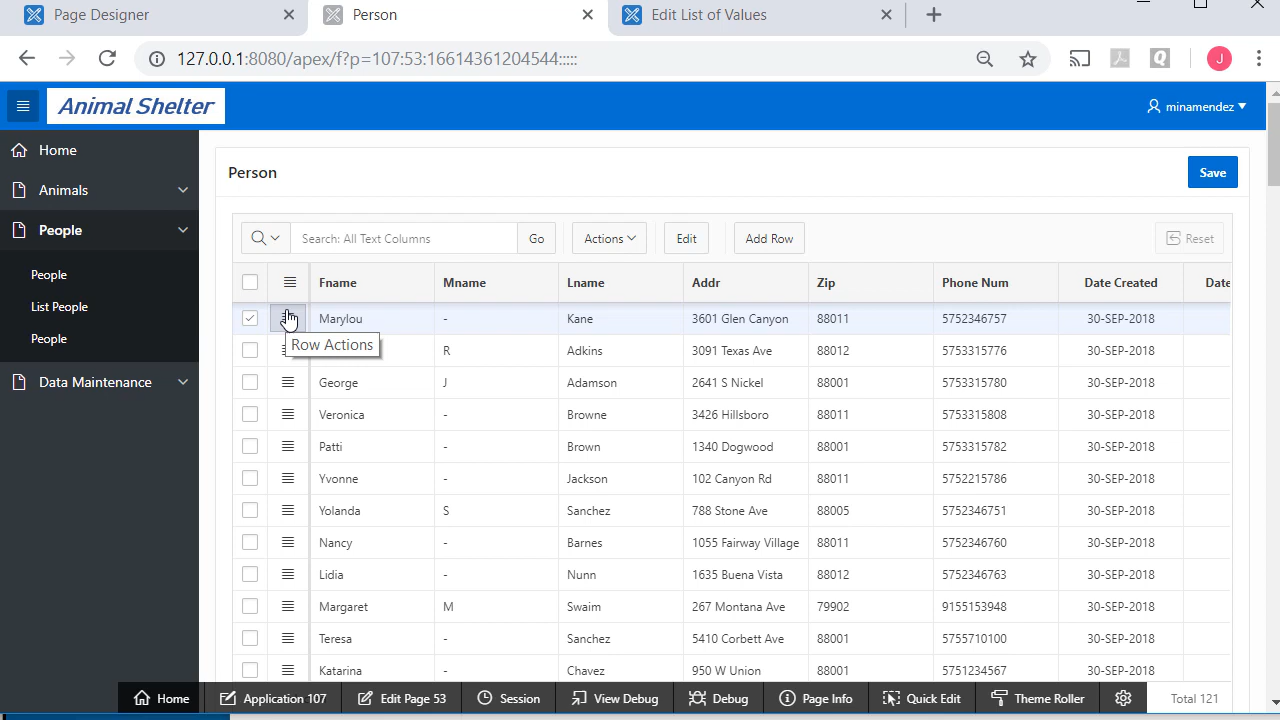 Page Designer
Person
Edit List of Values
127.0.0.1:8080/apex/f?p=107:53:16614361204544:::::
J
Animal Shelter
minamendez
Home
Animals
People
People
List People
People
Data Maintenance
Person
Save
Search: All Text Columns
Go
Actions
Edit
Add Row
Reset
Fname Mname Lname Addr Zip Phone Num Date Created Date
Marylou - Kane 3601 Glen Canyon 88011 5752346757 30-SEP-2018
Row Actions
R Adkins 3091 Texas Ave 88012 5753315776 30-SEP-2018
George J Adamson 2641 S Nickel 88001 5753315780 30-SEP-2018
Veronica - Browne 3426 Hillsboro 88011 5753315808 30-SEP-2018
Patti - Brown 1340 Dogwood 88001 5753315782 30-SEP-2018
Yvonne - Jackson 102 Canyon Rd 88011 5752215786 30-SEP-2018
Yolanda S Sanchez 788 Stone Ave 88005 5752346751 30-SEP-2018
Nancy - Barnes 1055 Fairway Village 88011 5752346760 30-SEP-2018
Lidia - Nunn 1635 Buena Vista 88012 5752346763 30-SEP-2018
Margaret M Swaim 267 Montana Ave 79902 9155153948 30-SEP-2018
Teresa - Sanchez 5410 Corbett Ave 88001 5755710100 30-SEP-2018
Katarina - Chavez 950 W Union 88001 5751234567 30-SEP-2018
Home
Application 107
Edit Page 53
Session
View Debug
Debug
Page Info
Quick Edit
Theme Roller
Total 121